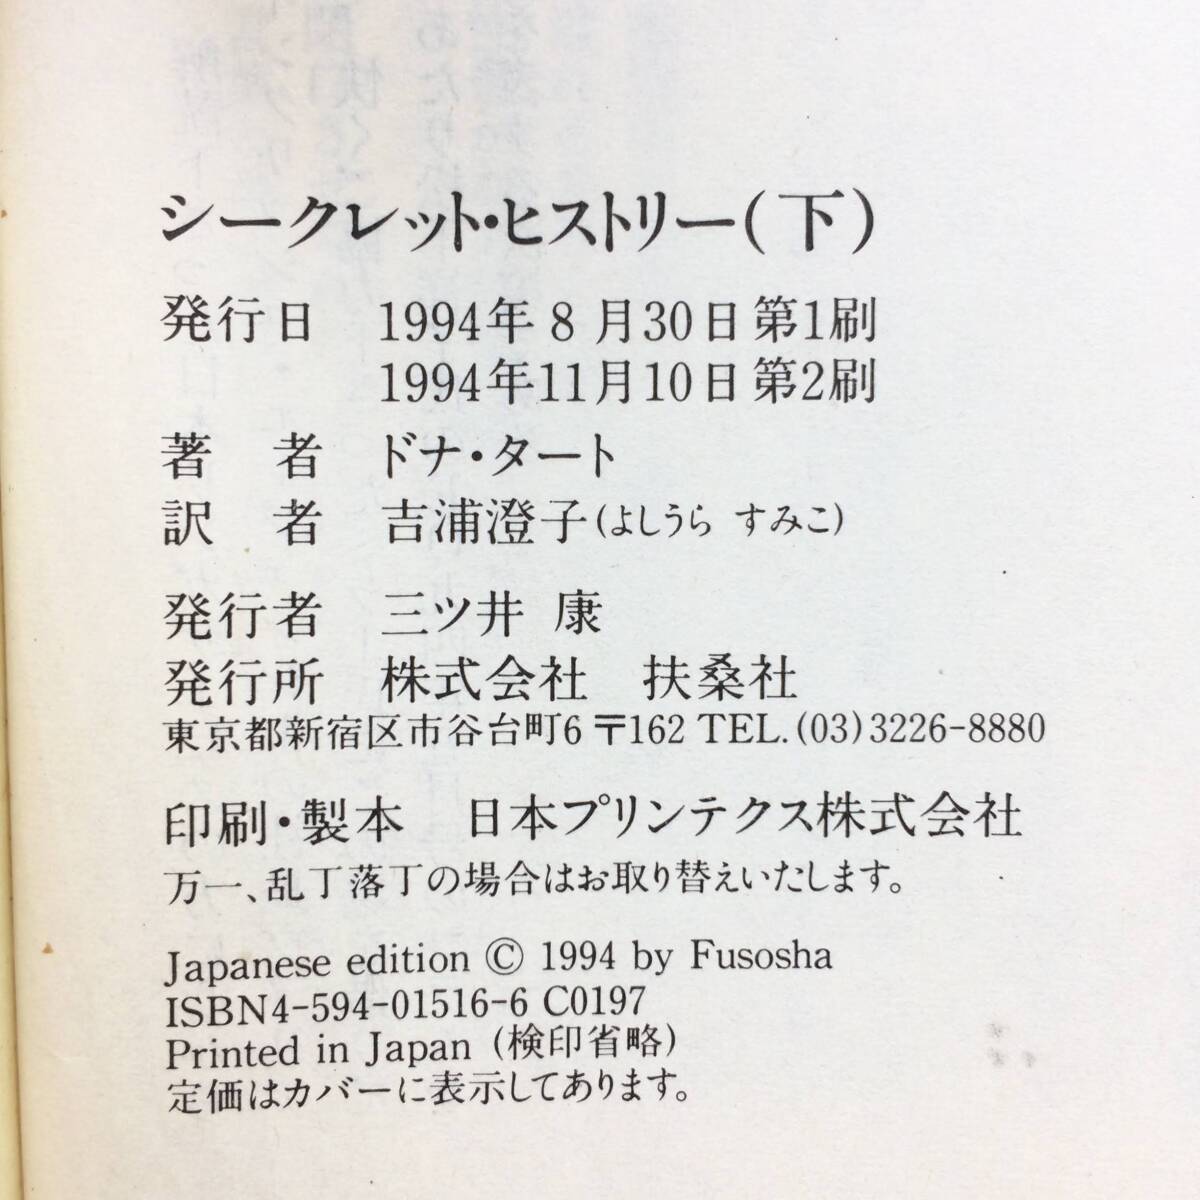 シークレット・ヒストリー(下)
発行日 1994年8月30日第1刷
1994年11月10日第2刷
著者 ドナ・タート
訳者 吉浦澄子(よしうら すみこ)
発行者 三ツ井 康
発行所 株式会社 扶桑社
東京都新宿区市谷台町6 〒162 TEL.(03)3226-8880
印刷・製本 日本プリンテクス株式会社
万一、乱丁落丁の場合はお取り替えいたします。
Japanese edition © 1994 by Fusosha
ISBN4-594-01516-6 C0197
Printed in Japan (検印省略)
定価はカバーに表示してあります。